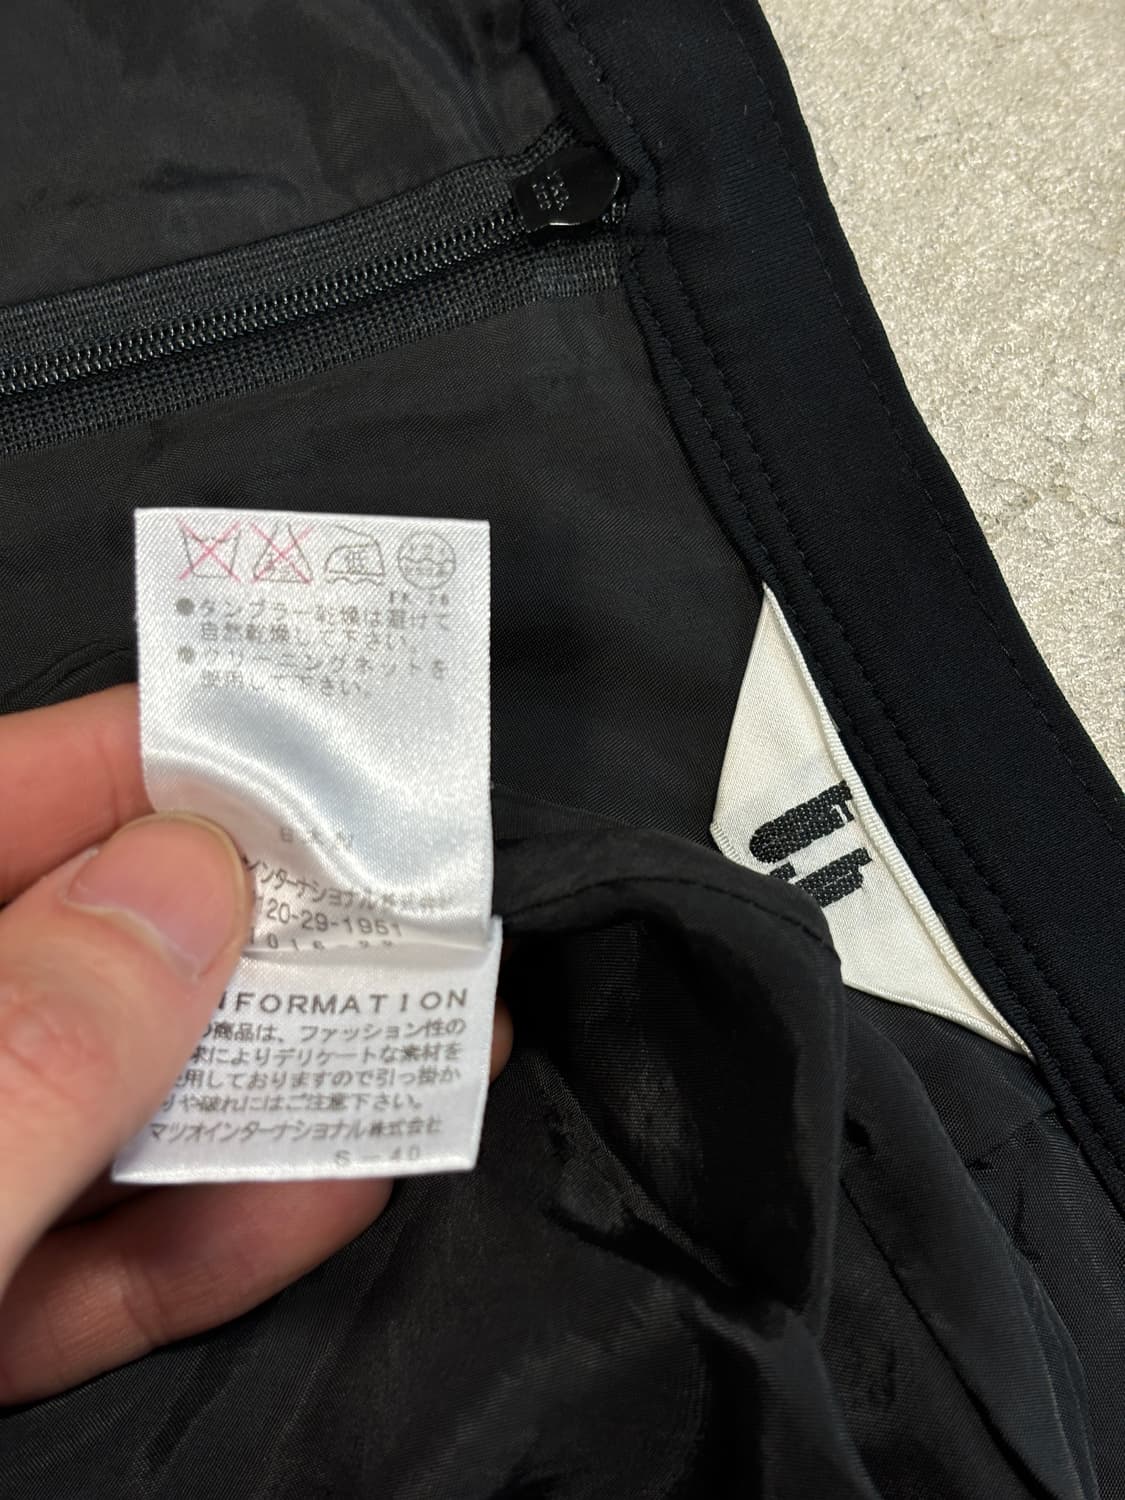 ●タンブラー乾燥は避けて
自然乾燥して下さい。
●クリーニングネットを
使用して下さい。
日本製
インターナショナル株式会社
120-29-1951
NFORMATION
の商品は、ファッション性の
求によりデリケートな素材を
使用しておりますので引っ掛か
りや破れにはご注意下さい。
マツオインターナショナル株式会社
S-40